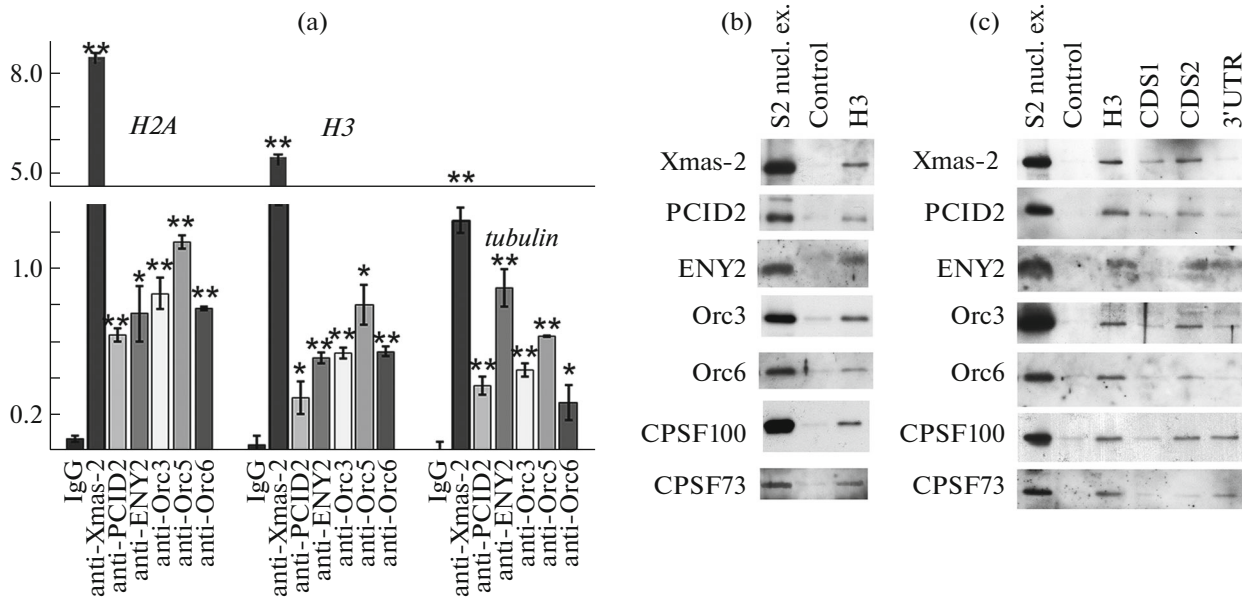 (a)
8.0
5.0
1.0
0.2
**
H2A
**
*
**
**
**
**
H3
*
**
**
*
**
**
tubulin
**
**
**
**
*
IgG
anti-Xmas-2
anti-PCID2
anti-ENY2
anti-Orc3
anti-Orc5
anti-Orc6
IgG
anti-Xmas-2
anti-PCID2
anti-ENY2
anti-Orc3
anti-Orc5
anti-Orc6
IgG
anti-Xmas-2
anti-PCID2
anti-ENY2
anti-Orc3
anti-Orc5
anti-Orc6
(b)
S2 nucl. ex.
Control
H3
Xmas-2
PCID2
ENY2
Orc3
Orc6
CPSF100
CPSF73
(c)
S2 nucl. ex.
Control
H3
CDS1
CDS2
3'UTR
Xmas-2
PCID2
ENY2
Orc3
Orc6
CPSF100
CPSF73